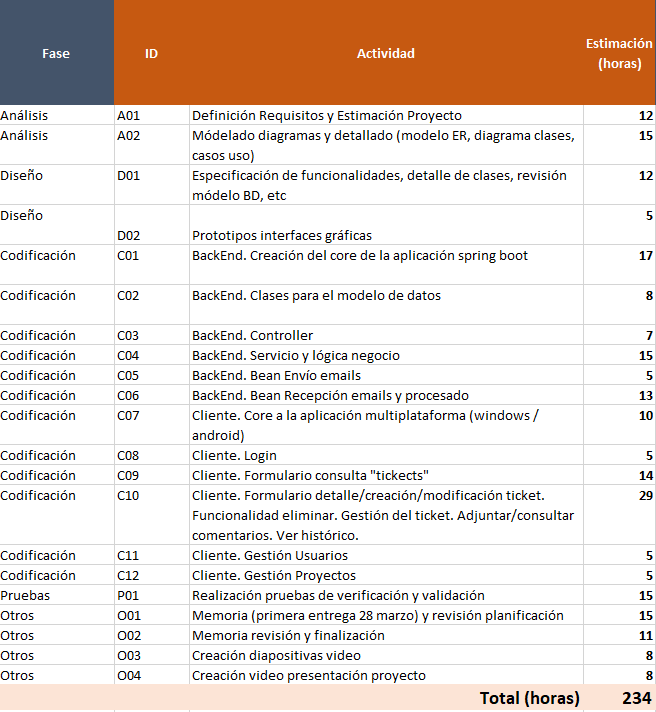 Fase ID Actividad Estimación
(horas)
Análisis A01 Definición Requisitos y Estimación Proyecto 12
Análisis A02 Módelado diagramas y detallado (modelo ER, diagrama clases, 15
casos uso)
Diseño D01 Especificación de funcionalidades, detalle de clases, revisión 12
módelo BD, etc
Diseño 5
D02 Prototipos interfaces gráficas
Codificación C01 BackEnd. Creación del core de la aplicación spring boot 17
Codificación C02 BackEnd. Clases para el modelo de datos 8
Codificación C03 BackEnd. Controller 7
Codificación C04 BackEnd. Servicio y lógica negocio 15
Codificación C05 BackEnd. Bean Envío emails 5
Codificación C06 BackEnd. Bean Recepción emails y procesado 13
Codificación C07 Cliente. Core a la aplicación multiplataforma (windows / 10
android)
Codificación C08 Cliente. Login 5
Codificación C09 Cliente. Formulario consulta "tickects" 14
Codificación C10 Cliente. Formulario detalle/creación/modificación ticket. 29
Funcionalidad eliminar. Gestión del ticket. Adjuntar/consultar
comentarios. Ver histórico.
Codificación C11 Cliente. Gestión Usuarios 5
Codificación C12 Cliente. Gestión Proyectos 5
Pruebas P01 Realización pruebas de verificación y validación 15
Otros O01 Memoria (primera entrega 28 marzo) y revisión planificación 15
Otros O02 Memoria revisión y finalización 11
Otros O03 Creación diapositivas video 8
Otros O04 Creación video presentación proyecto 8
Total (horas) 234